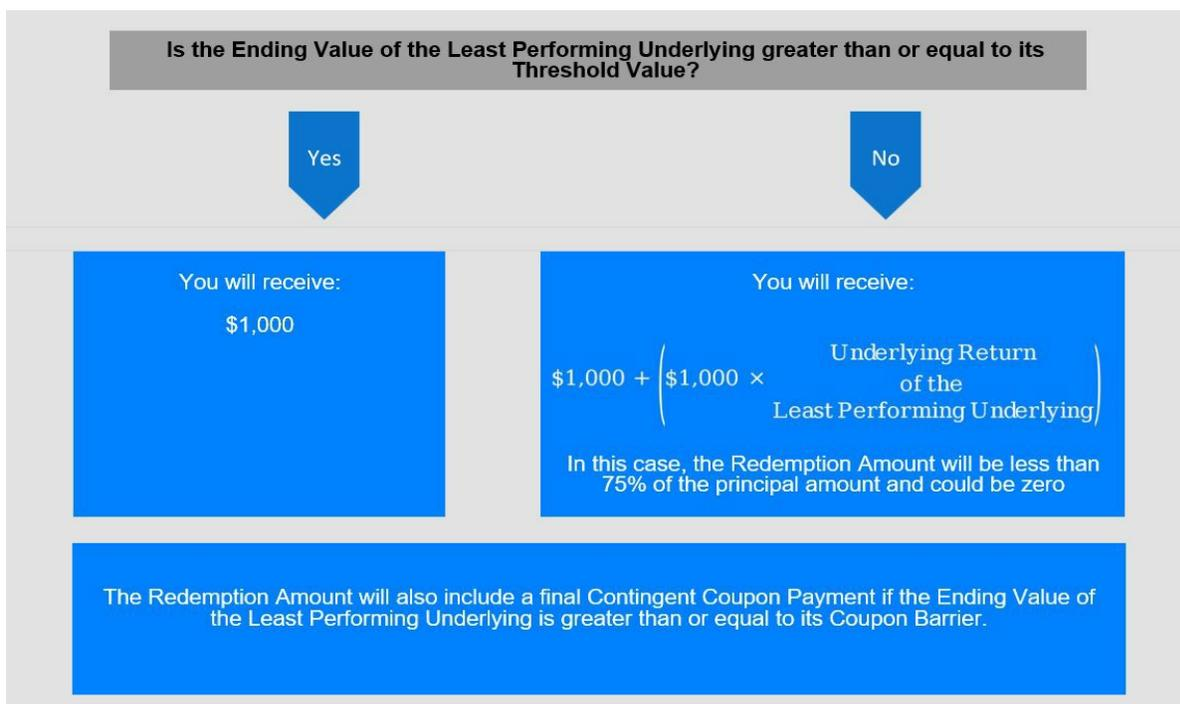 Is the Ending Value of the Least Performing Underlying greater than or equal to its
Threshold Value?
Yes
No
You will receive:
$1,000
You will receive:
$1,000 + ($1,000 × Underlying Return
of the
Least Performing Underlying)
In this case, the Redemption Amount will be less than
75% of the principal amount and could be zero
The Redemption Amount will also include a final Contingent Coupon Payment if the Ending Value of
the Least Performing Underlying is greater than or equal to its Coupon Barrier.